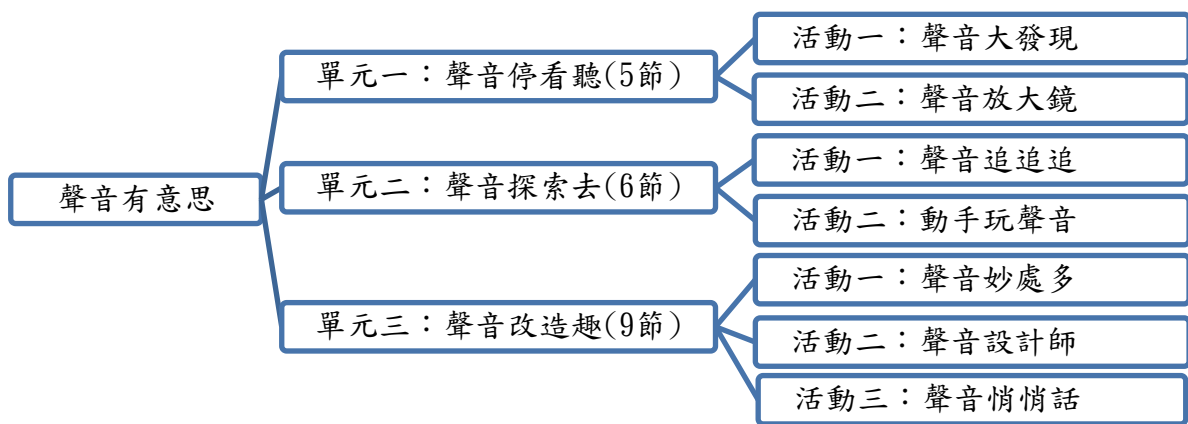 聲音有意思
單元一：聲音停看聽(5節)
活動一：聲音大發現
活動二：聲音放大鏡
單元二：聲音探索去(6節)
活動一：聲音追追追
活動二：動手玩聲音
單元三：聲音改造趣(9節)
活動一：聲音妙處多
活動二：聲音設計師
活動三：聲音悄悄話